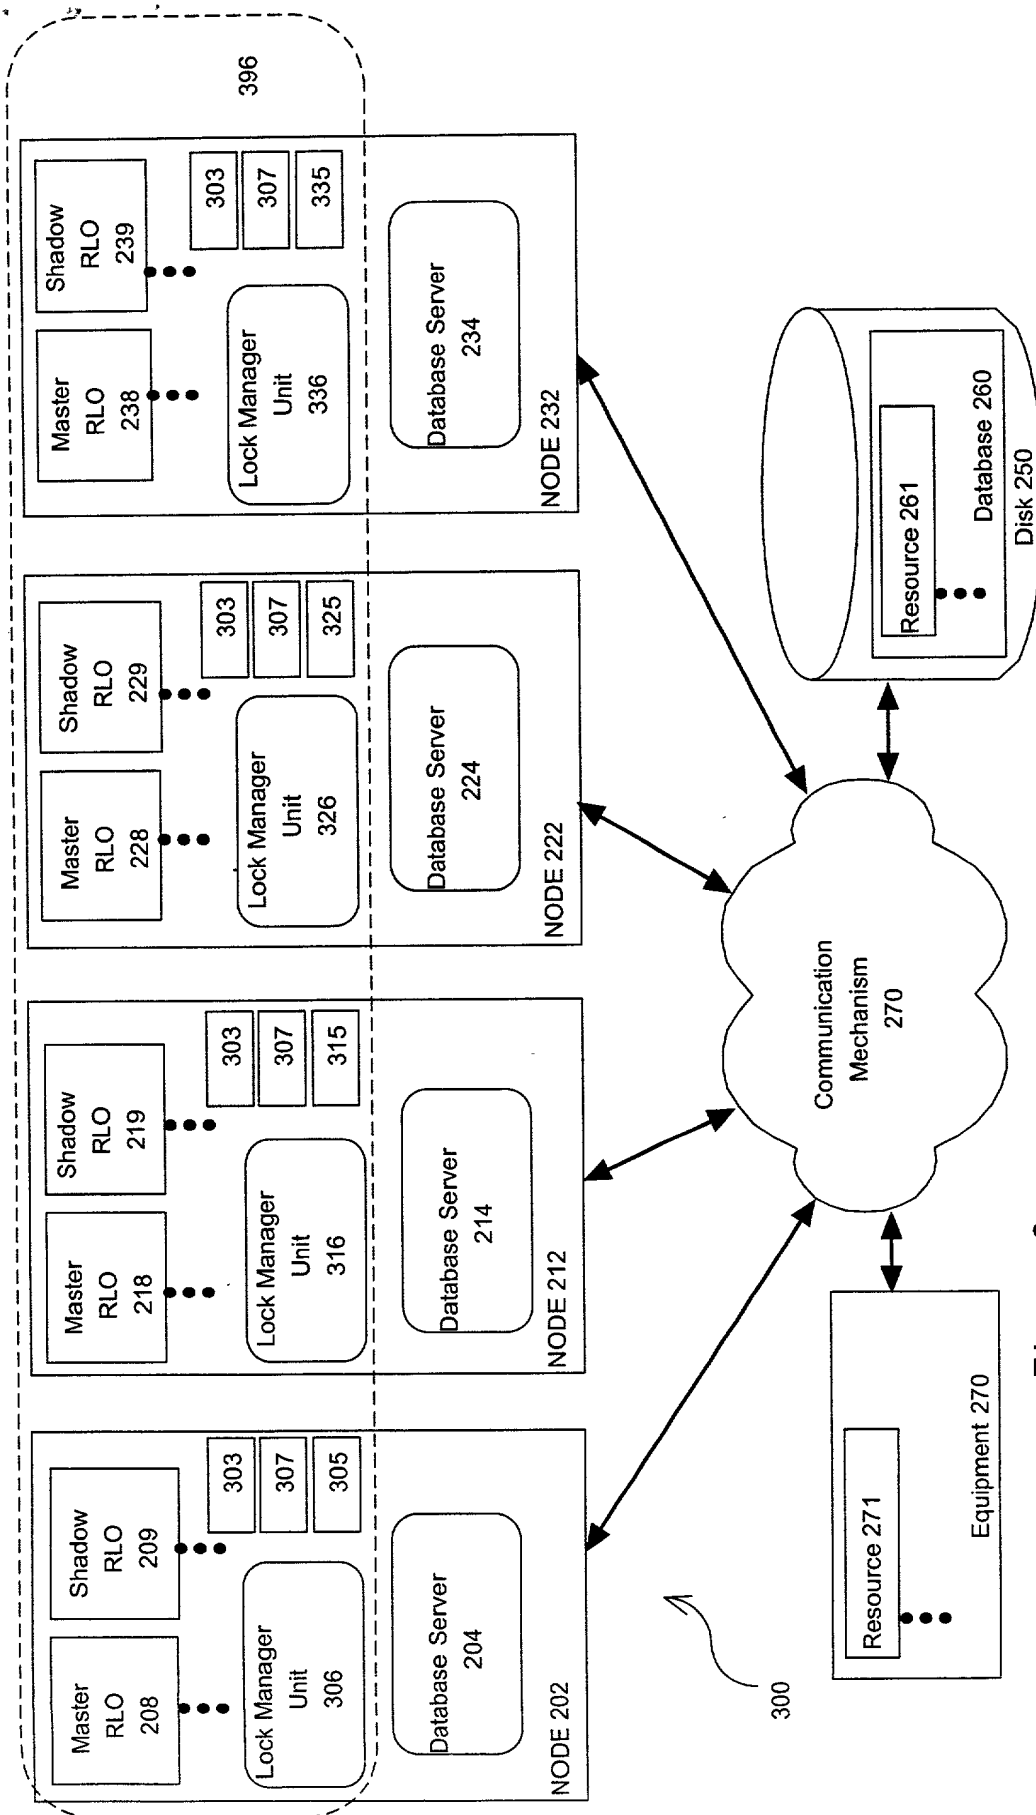 Master
RLO
208
Shadow
RLO
209
303
307
305
Lock Manager
Unit
306
Database Server
204
NODE 202
Master
RLO
218
Shadow
RLO
219
303
307
315
Lock Manager
Unit
316
Database Server
214
NODE 212
Master
RLO
228
Shadow
RLO
229
303
307
325
Lock Manager
Unit
326
Database Server
224
NODE 222
Master
RLO
238
Shadow
RLO
239
303
307
335
Lock Manager
Unit
336
Database Server
234
NODE 232
396
300
Communication
Mechanism
270
Resource 271
Equipment 270
Resource 261
Database 260
Disk 250